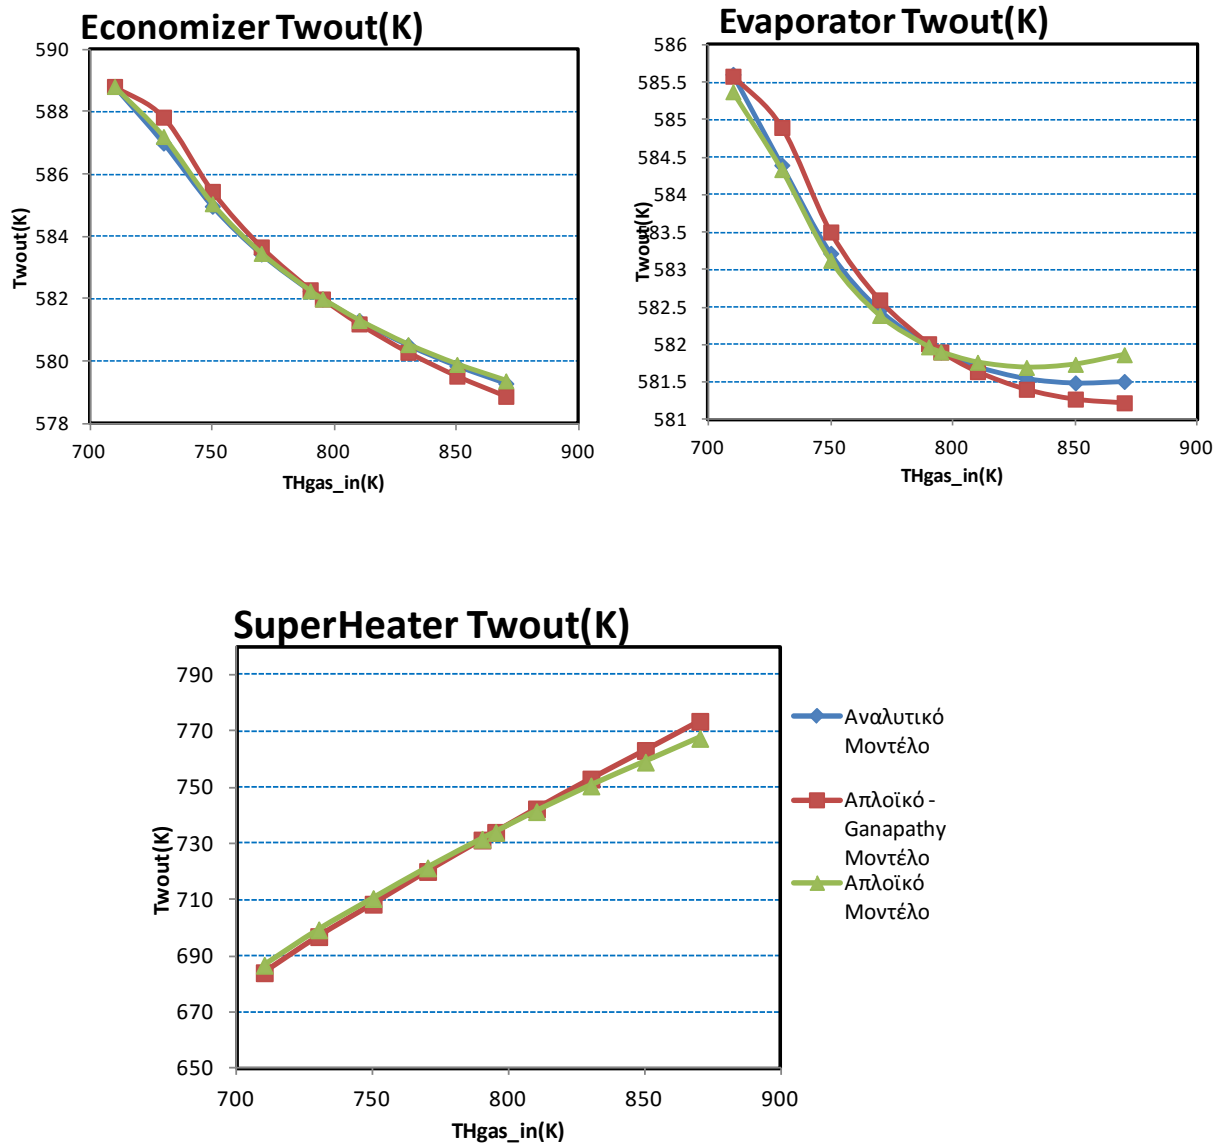 Economizer Twout(K)
590
588
586
584
582
580
578
700
750
800
850
900
Twout(K)
THgas_in(K)
Evaporator Twout(K)
586
585.5
585
584.5
584
583.5
583
582.5
582
581.5
581
700
750
800
850
900
Twout(K)
THgas_in(K)
SuperHeater Twout(K)
790
770
750
730
710
690
670
650
700
750
800
850
900
Twout(K)
THgas_in(K)
Αναλυτικό
Μοντέλο
Απλοϊκό -
Ganapathy
Μοντέλο
Απλοϊκό
Μοντέλο